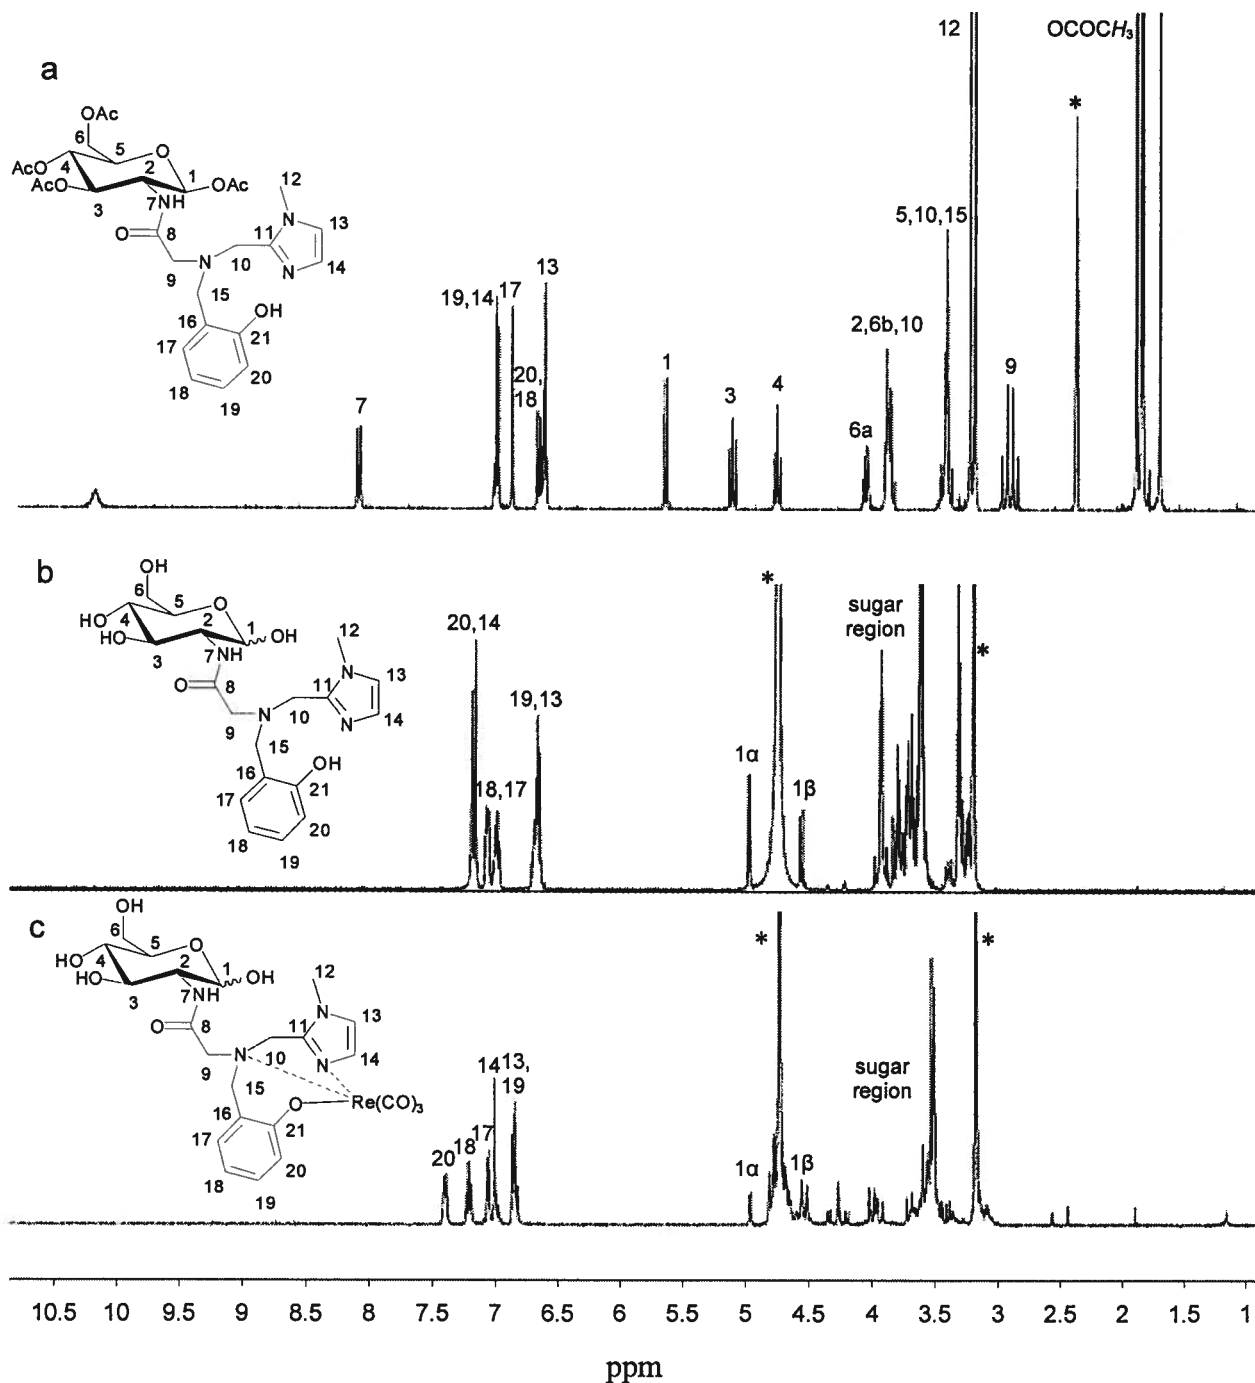 a
12
OCOCH3
*
OAc
6
5
O
AcO
4
2
1
OAc
AcO
7NH
3
12
O
8
N
13
11
N
10
N
14
9
15
16
OH
21
17
20
18
19
5,10,15
13
19,14
17
2,6b,10
20,
18
1
3
4
9
7
6a
b
OH
6
5
O
HO
4
2
1
OH
HO
7NH
3
12
O
8
N
13
11
N
10
N
14
9
15
16
OH
21
17
20
18
19
*
20,14
sugar
region
*
19,13
1α
18,17
1β
c
OH
6
5
O
HO
4
2
1
OH
HO
7NH
3
12
O
8
N
13
11
N
10
N
14
9
15
O
Re(CO)3
16
21
17
20
18
19
*
*
14
13,
19
sugar
region
20
18
17
1α
1β
10.5 10 9.5 9 8.5 8 7.5 7 6.5 6 5.5 5 4.5 4 3.5 3 2.5 2 1.5 1
ppm